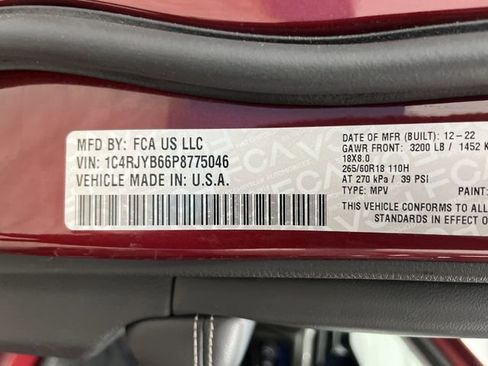 MFD BY: FCA US LLC
VIN: 1C4RJYB66P8775046
VEHICLE MADE IN: U.S.A.
DATE OF MFR (BUILT): 12-22
GAWR FRONT: 3200 LB / 1452 K
18X8.0
265/60R18 110H
AT 270 kPa / 39 PSI
TYPE: MPV PAINT:
THIS VEHICLE CONFORMS TO ALL
STANDARDS IN EFFECT O